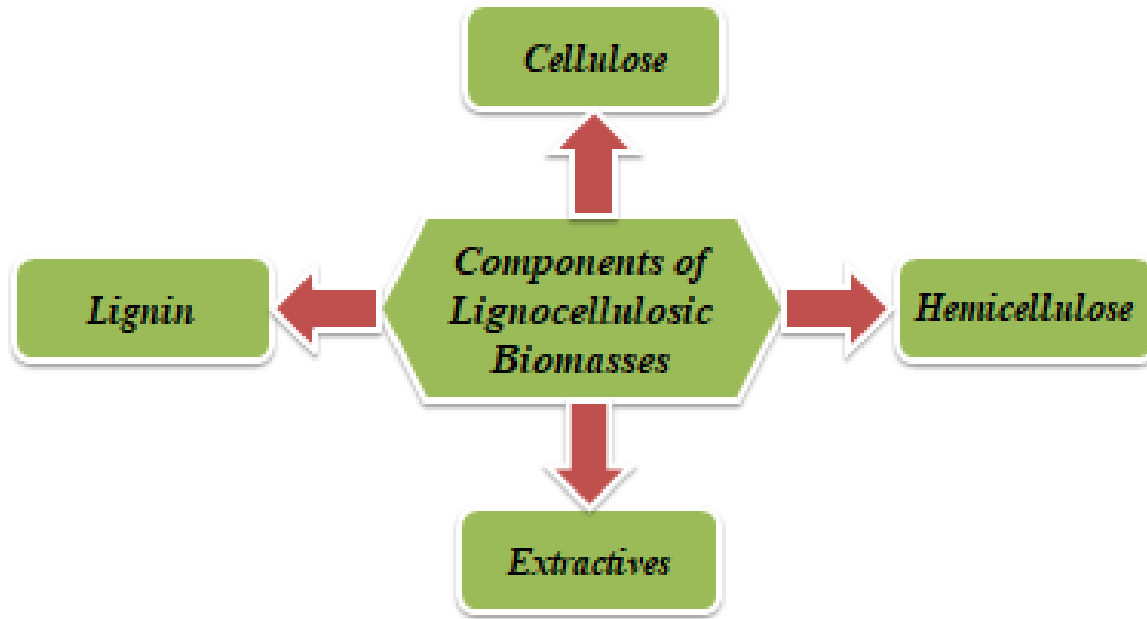 Cellulose
Components of
Lignocellulosic
Biomasses
Lignin
Hemicellulose
Extractives